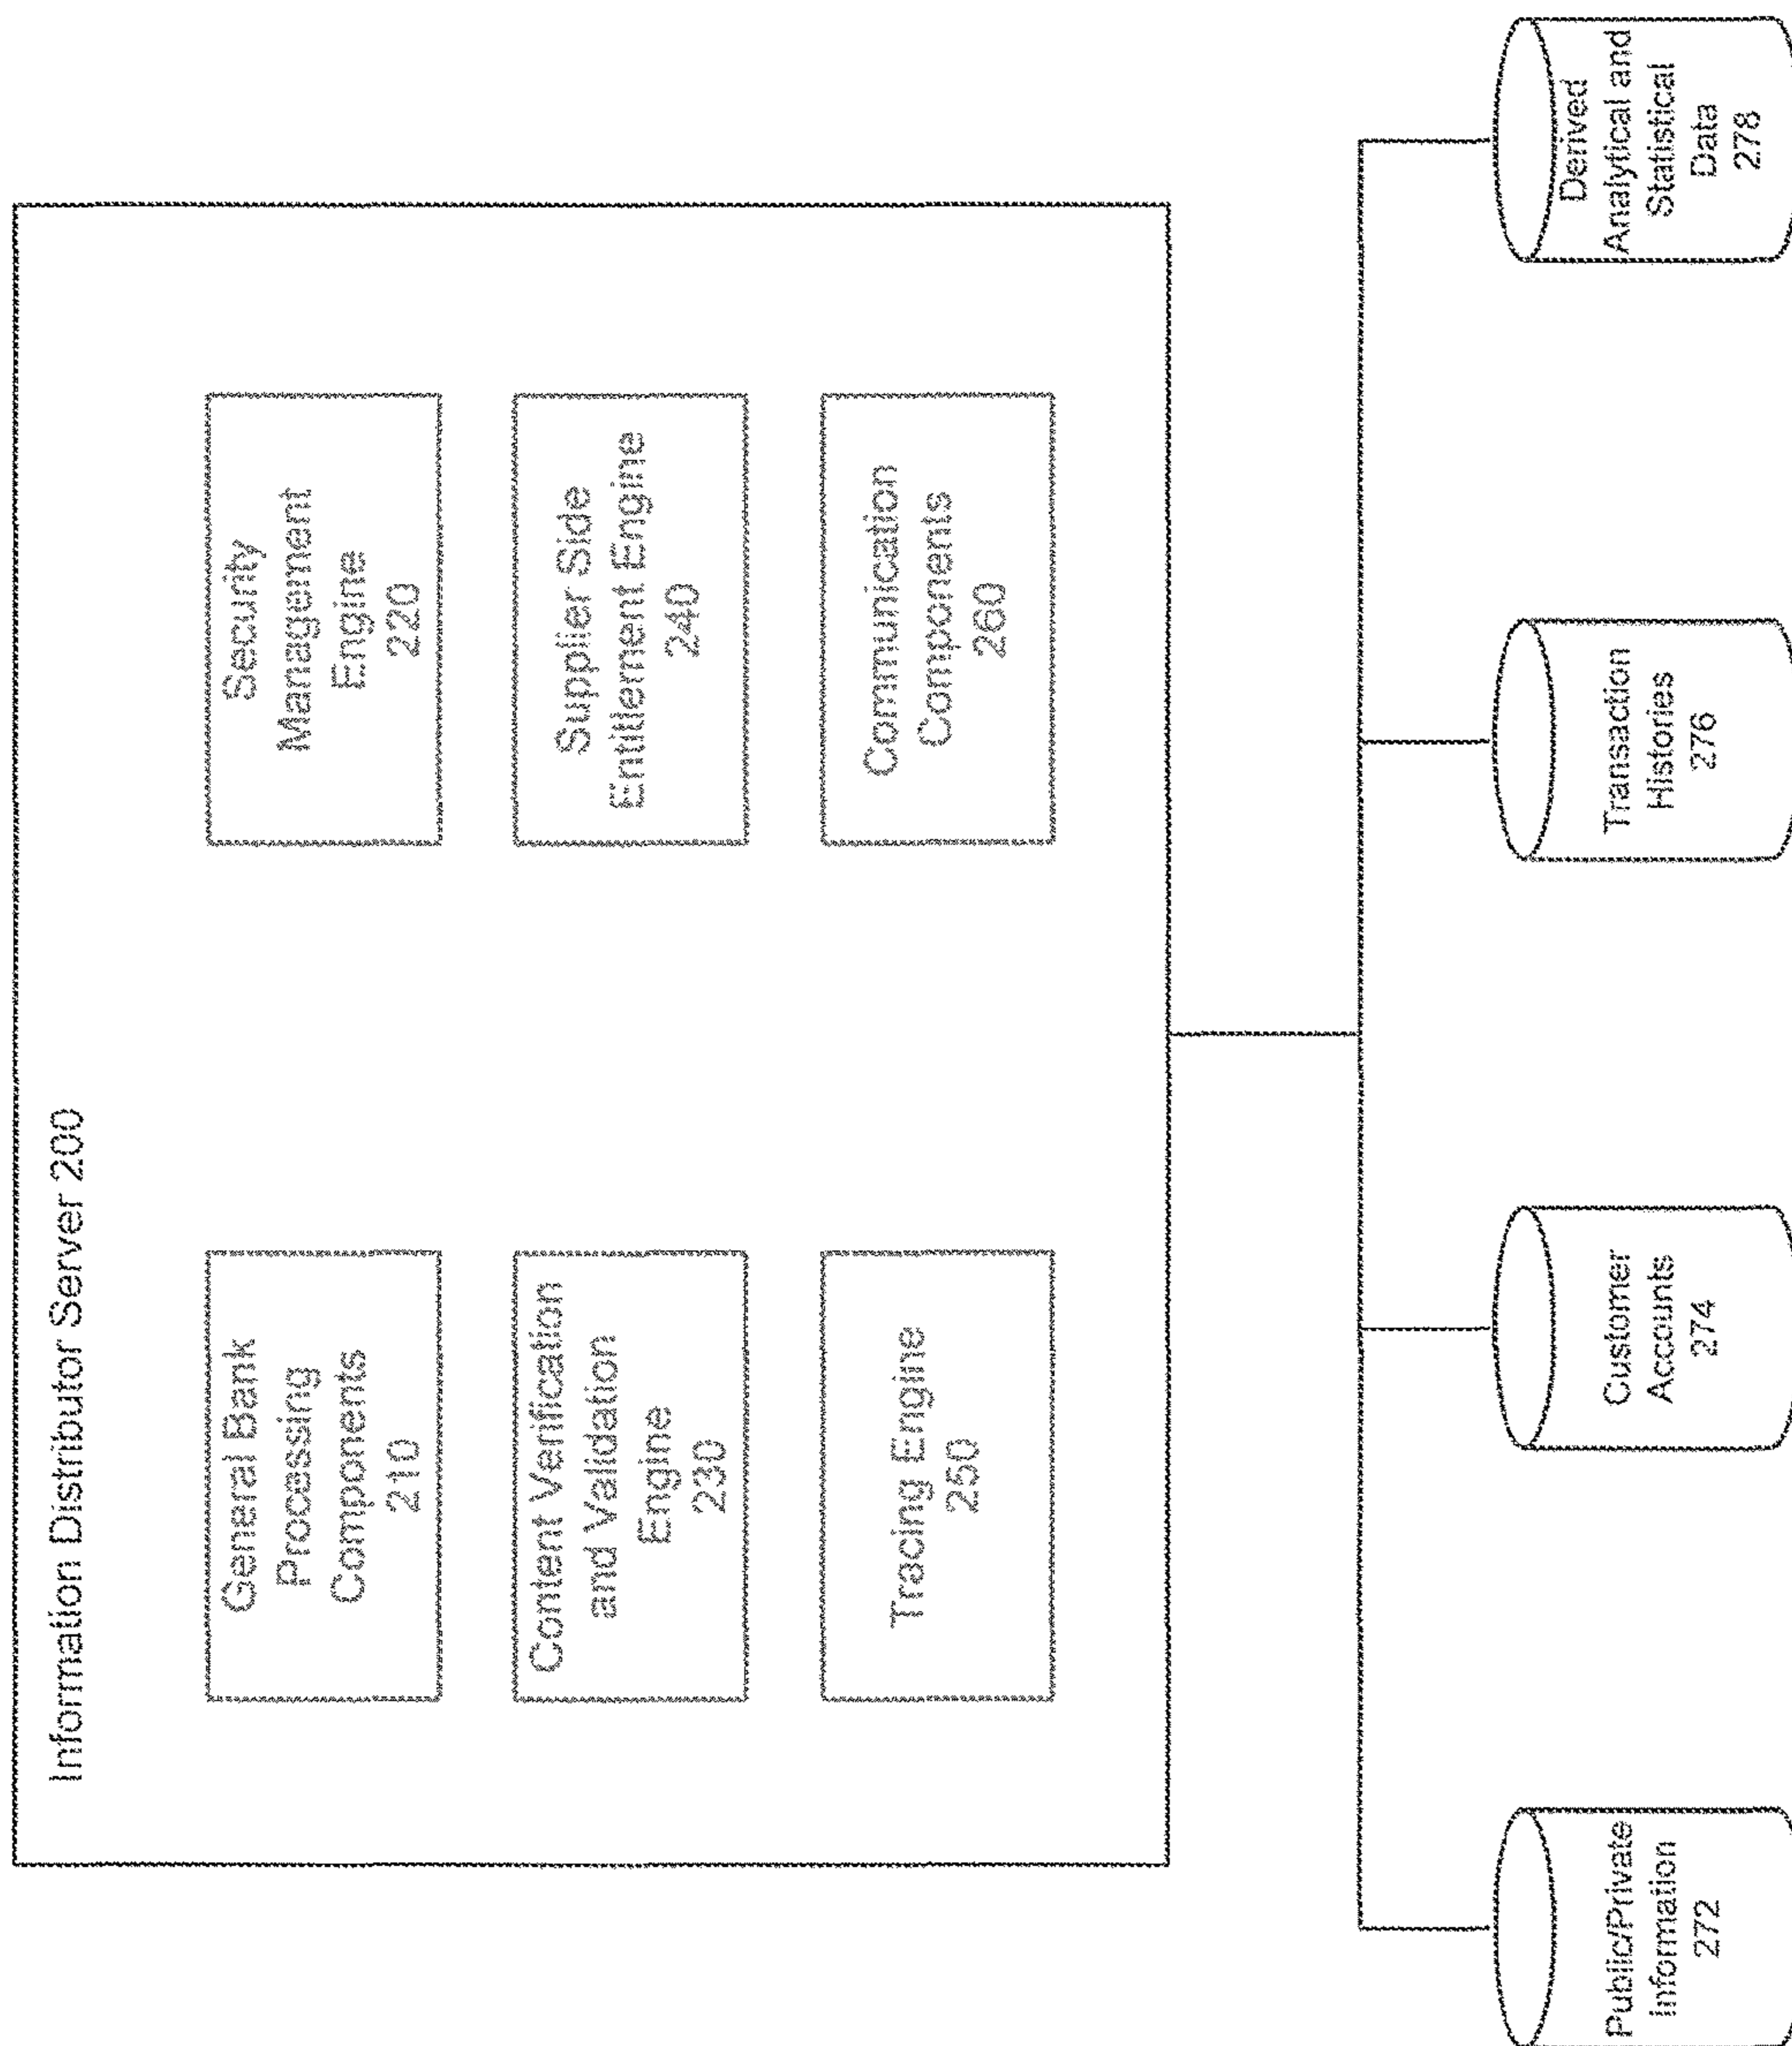 Information Distributor Server 200
General Bank
Processing
Components
210
Security
Management
Engine
220
Content Verification
and Validation
Engine
230
Supplier Side
Entitlement Engine
240
Tracing Engine
250
Communication
Components
260
Public/Private
Information
272
Customer
Accounts
274
Transaction
Histories
276
Derived
Analytical and
Statistical
Data
278